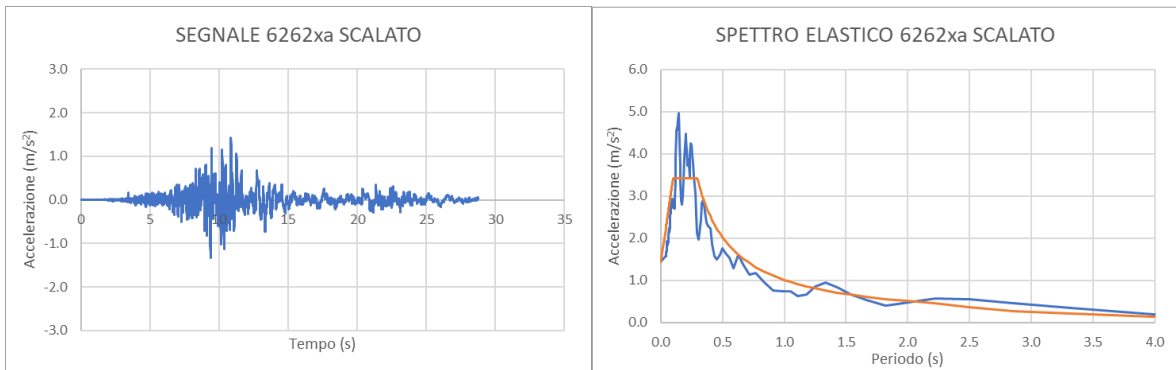 SEGNALE 6262xa SCALATO
Accelerazione (m/s²)
3.0
2.0
1.0
0.0
-1.0
-2.0
-3.0
0 5 10 15 20 25 30 35
Tempo (s)
SPETTRO ELASTICO 6262xa SCALATO
Accelerazione (m/s²)
6.0
5.0
4.0
3.0
2.0
1.0
0.0
0.0 0.5 1.0 1.5 2.0 2.5 3.0 3.5 4.0
Periodo (s)